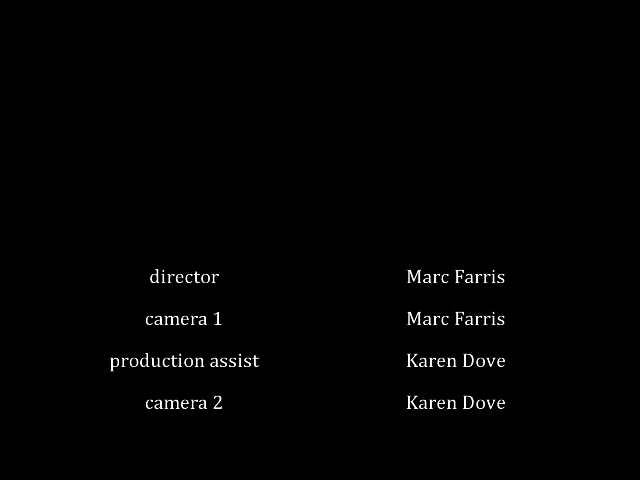 director Marc Farris
camera 1 Marc Farris
production assist Karen Dove
camera 2 Karen Dove